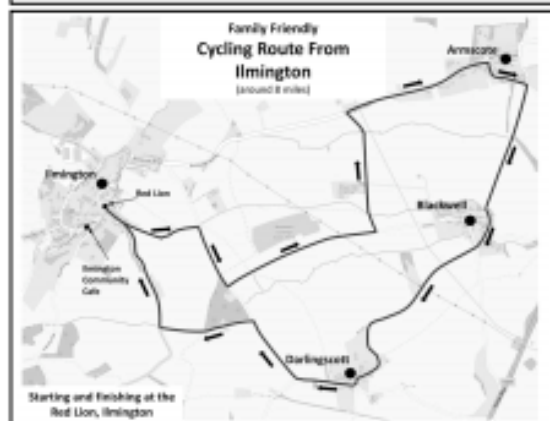 Family Friendly
Cycling Route From
Ilmington
(around 8 miles)
Armscote
Ilmington
Red Lion
Blackwell
Ilmington
Community
Cafe
Darlingscott
Starting and finishing at the
Red Lion, Ilmington